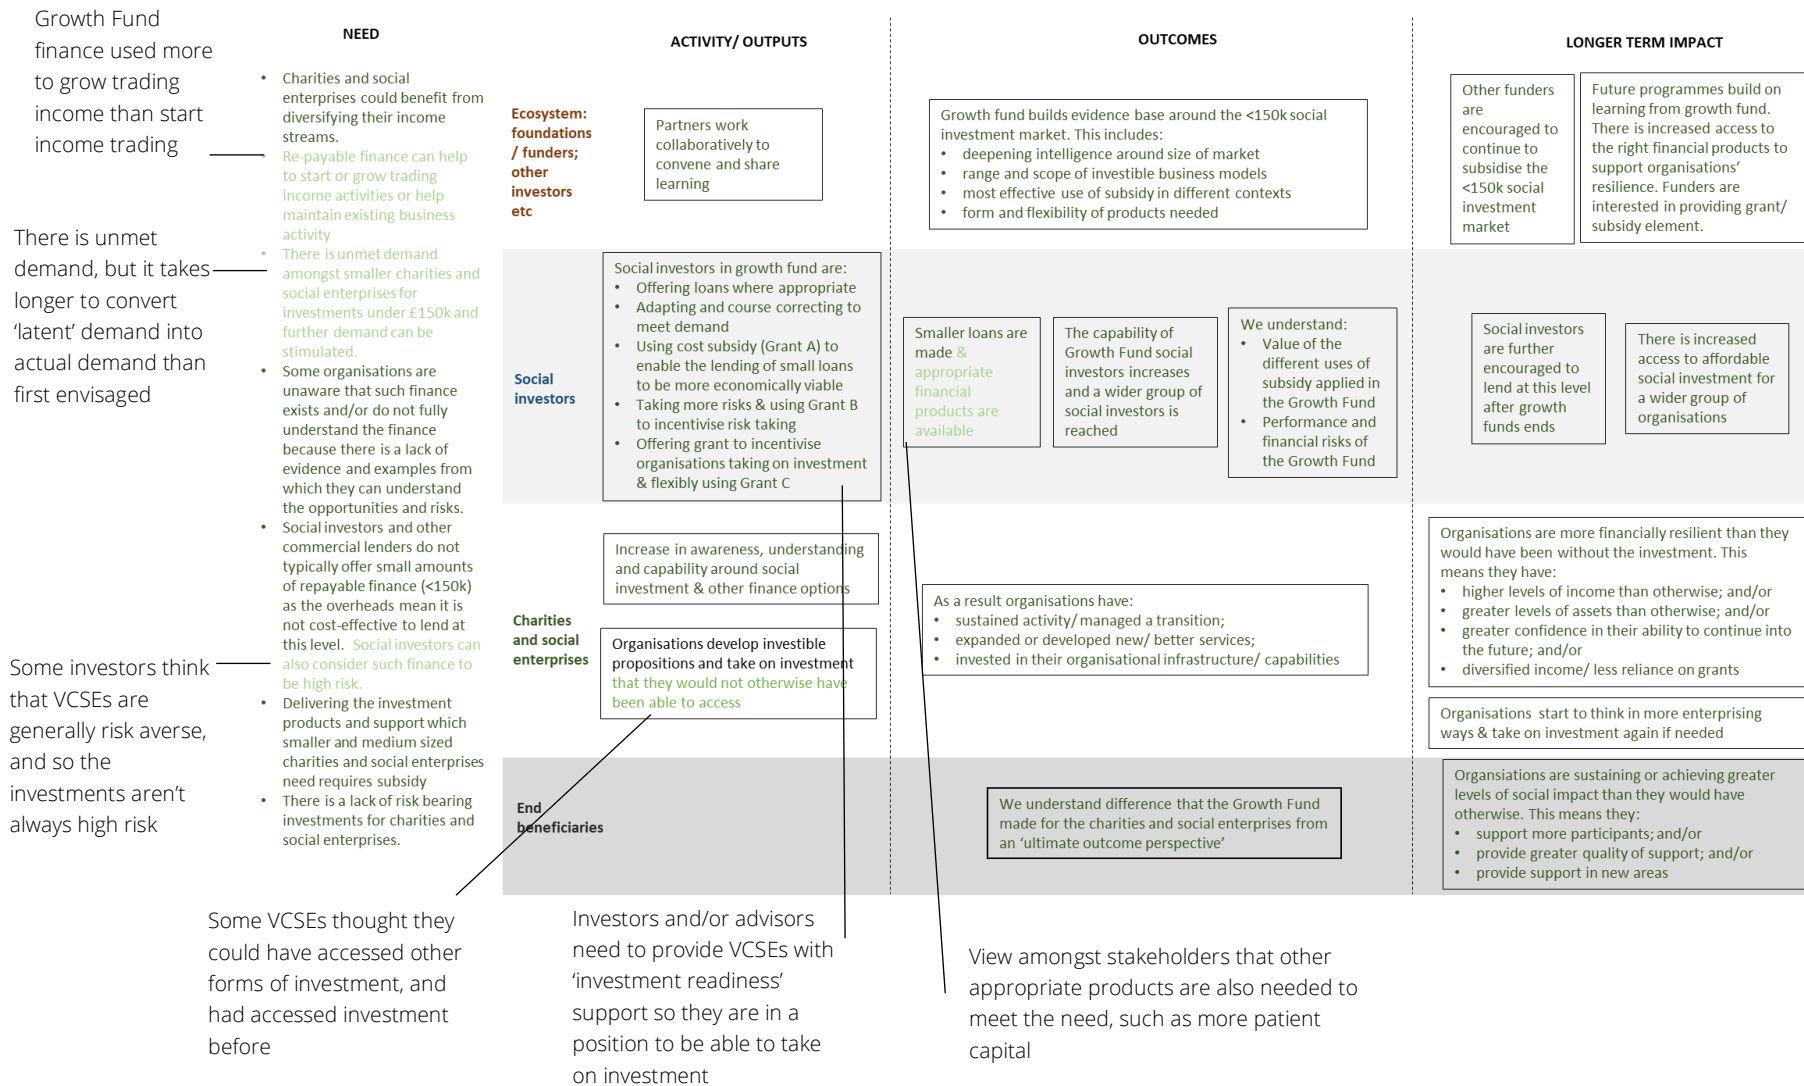 Growth Fund
finance used more
to grow trading
income than start
income trading
There is unmet
demand, but it takes
longer to convert
‘latent’ demand into
actual demand than
first envisaged
Some investors think
that VCSEs are
generally risk averse,
and so the
investments aren’t
always high risk
NEED
• Charities and social
enterprises could benefit from
diversifying their income
streams.
• Re-payable finance can help
to start or grow trading
income activities or help
maintain existing business
activity
• There is unmet demand
amongst smaller charities and
social enterprises for
investments under £150k and
further demand can be
stimulated.
• Some organisations are
unaware that such finance
exists and/or do not fully
understand the finance
because there is a lack of
evidence and examples from
which they can understand
the opportunities and risks.
• Social investors and other
commercial lenders do not
typically offer small amounts
of repayable finance (<150k)
as the overheads mean it is
not cost-effective to lend at
this level. Social investors can
also consider such finance to
be high risk.
• Delivering the investment
products and support which
smaller and medium sized
charities and social enterprises
need requires subsidy
• There is a lack of risk bearing
investments for charities and
social enterprises.
ACTIVITY/ OUTPUTS
OUTCOMES
LONGER TERM IMPACT
Ecosystem:
foundations
/ funders;
other
investors
etc
Partners work
collaboratively to
convene and share
learning
Growth fund builds evidence base around the <150k social
investment market. This includes:
• deepening intelligence around size of market
• range and scope of investible business models
• most effective use of subsidy in different contexts
• form and flexibility of products needed
Other funders
are
encouraged to
continue to
subsidise the
<150k social
investment
market
Future programmes build on
learning from growth fund.
There is increased access to
the right financial products to
support organisations’
resilience. Funders are
interested in providing grant/
subsidy element.
Social
investors
Social investors in growth fund are:
• Offering loans where appropriate
• Adapting and course correcting to
meet demand
• Using cost subsidy (Grant A) to
enable the lending of small loans
to be more economically viable
• Taking more risks & using Grant B
to incentivise risk taking
• Offering grant to incentivise
organisations taking on investment
& flexibly using Grant C
Smaller loans are
made &
appropriate
financial
products are
available
The capability of
Growth Fund social
investors increases
and a wider group of
social investors is
reached
We understand:
• Value of the
different uses of
subsidy applied in
the Growth Fund
• Performance and
financial risks of
the Growth Fund
Social investors
are further
encouraged to
lend at this level
after growth
funds ends
There is increased
access to affordable
social investment for
a wider group of
organisations
Charities
and social
enterprises
Increase in awareness, understanding
and capability around social
investment & other finance options
Organisations develop investible
propositions and take on investment
that they would not otherwise have
been able to access
As a result organisations have:
• sustained activity/ managed a transition;
• expanded or developed new/ better services;
• invested in their organisational infrastructure/ capabilities
Organisations are more financially resilient than they
would have been without the investment. This
means they have:
• higher levels of income than otherwise; and/or
• greater levels of assets than otherwise; and/or
• greater confidence in their ability to continue into
the future; and/or
• diversified income/ less reliance on grants
Organisations start to think in more enterprising
ways & take on investment again if needed
End
beneficiaries
We understand difference that the Growth Fund
made for the charities and social enterprises from
an ‘ultimate outcome perspective’
Organsiations are sustaining or achieving greater
levels of social impact than they would have
otherwise. This means they:
• support more participants; and/or
• provide greater quality of support; and/or
• provide support in new areas
Some VCSEs thought they
could have accessed other
forms of investment, and
had accessed investment
before
Investors and/or advisors
need to provide VCSEs with
‘investment readiness’
support so they are in a
position to be able to take
on investment
View amongst stakeholders that other
appropriate products are also needed to
meet the need, such as more patient
capital